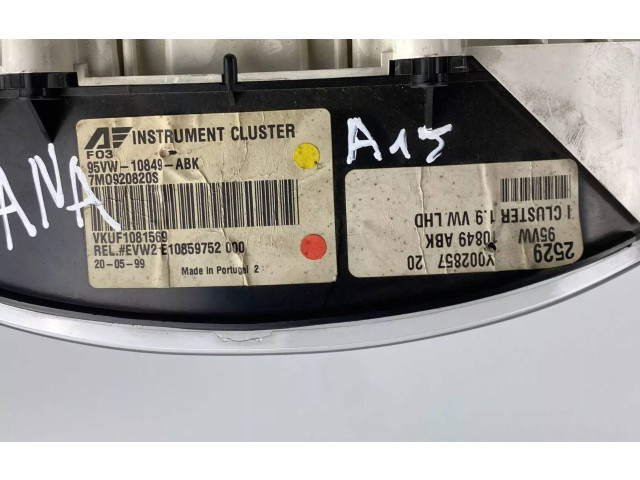 AF INSTRUMENT CLUSTER
F03
95VW-10849-ABK
7M0920820S
VKUF1081569
REL.#EVW2 E10859752 000
20-05-99
Made in Portugal 2
ANA
A15
2529
95VW
I CLUSTER 1.9 VW LHD
10849 ABK
X002857
20